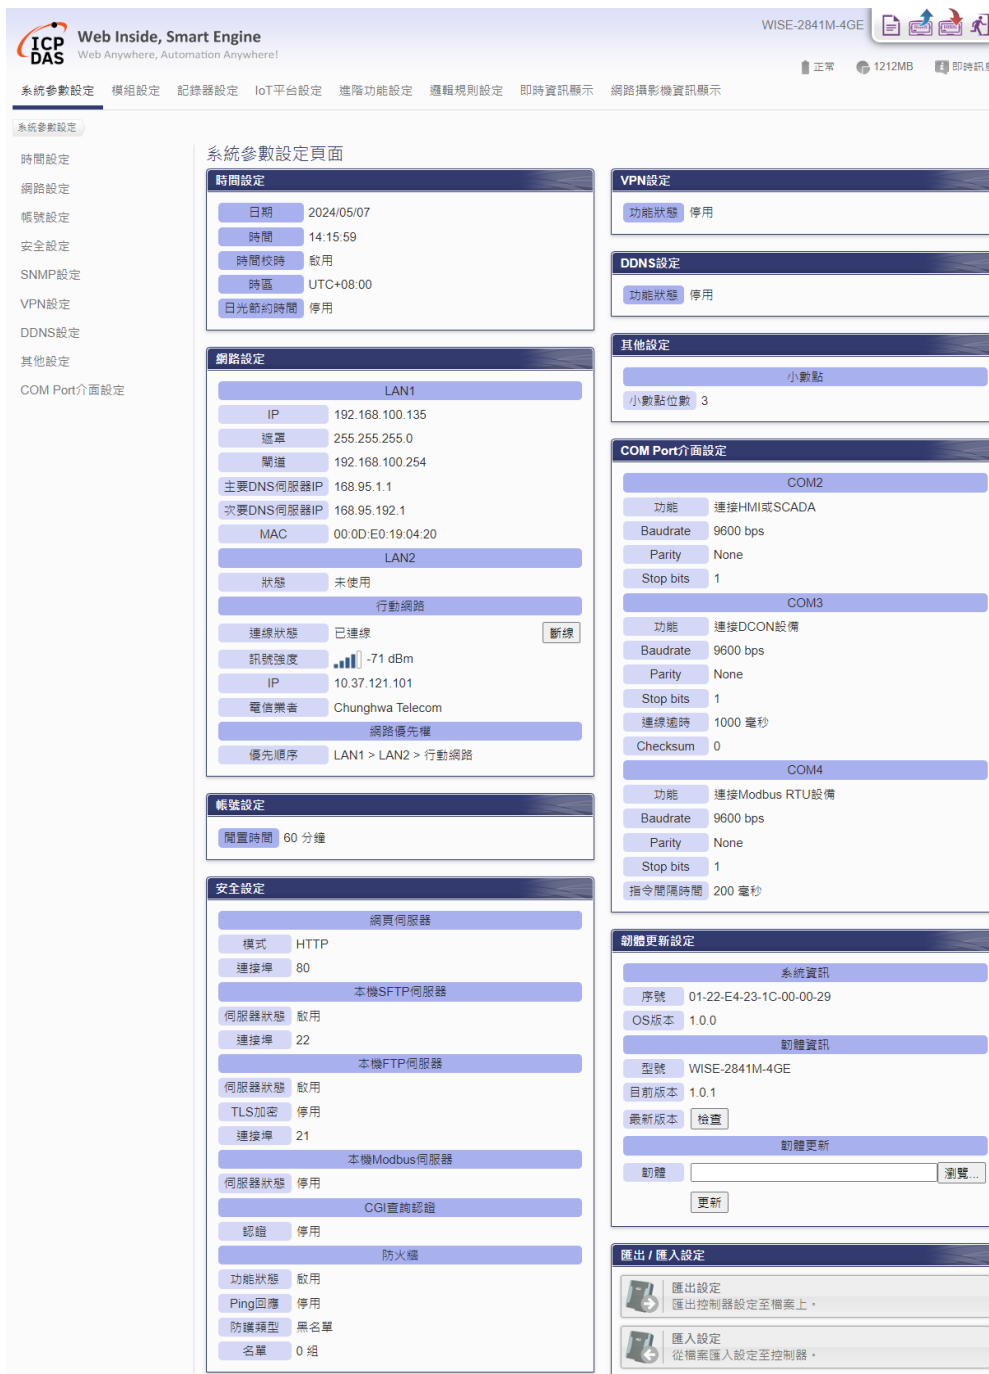 ICP DAS
Web Inside, Smart Engine
Web Anywhere, Automation Anywhere!
WISE-2841M-4GE
正常 1212MB 即時訊息
系統參數設定 模組設定 記錄器設定 IoT平台設定 進階功能設定 邏輯規則設定 即時資訊顯示 網路攝影機資訊顯示
系統參數設定
時間設定
網路設定
帳號設定
安全設定
SNMP設定
VPN設定
DDNS設定
其他設定
COM Port介面設定
系統參數設定頁面
時間設定
日期 2024/05/07
時間 14:15:59
時間校時 啟用
時區 UTC+08:00
日光節約時間 停用
網路設定
LAN1
IP 192.168.100.135
遮罩 255.255.255.0
閘道 192.168.100.254
主要DNS伺服器IP 168.95.1.1
次要DNS伺服器IP 168.95.192.1
MAC 00:0D:E0:19:04:20
LAN2
狀態 未使用
行動網路
連線狀態 已連線 斷線
訊號強度 -71 dBm
IP 10.37.121.101
電信業者 Chunghwa Telecom
網路優先權
優先順序 LAN1 > LAN2 > 行動網路
帳號設定
閒置時間 60 分鐘
安全設定
網頁伺服器
模式 HTTP
連接埠 80
本機SFTP伺服器
伺服器狀態 啟用
連接埠 22
本機FTP伺服器
伺服器狀態 啟用
TLS加密 停用
連接埠 21
本機Modbus伺服器
伺服器狀態 停用
CGI查詢認證
認證 停用
防火牆
功能狀態 啟用
Ping回應 停用
防護類型 黑名單
名單 0 組
VPN設定
功能狀態 停用
DDNS設定
功能狀態 停用
其他設定
小數點
小數點位數 3
COM Port介面設定
COM2
功能 連接HMI或SCADA
Baudrate 9600 bps
Parity None
Stop bits 1
COM3
功能 連接DCON設備
Baudrate 9600 bps
Parity None
Stop bits 1
連線逾時 1000 毫秒
Checksum 0
COM4
功能 連接Modbus RTU設備
Baudrate 9600 bps
Parity None
Stop bits 1
指令間隔時間 200 毫秒
韌體更新設定
系統資訊
序號 01-22-E4-23-1C-00-00-29
OS版本 1.0.0
韌體資訊
型號 WISE-2841M-4GE
目前版本 1.0.1
最新版本 檢查
韌體更新
韌體 瀏覽...
更新
匯出 / 匯入設定
匯出設定
匯出控制器設定至檔案上。
匯入設定
從檔案匯入設定至控制器。